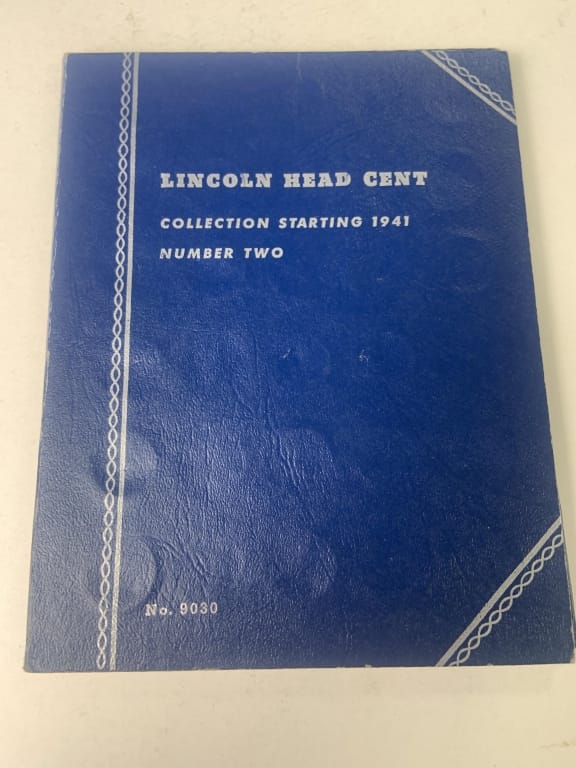 LINCOLN HEAD CENT
COLLECTION STARTING 1941
NUMBER TWO
No. 9030